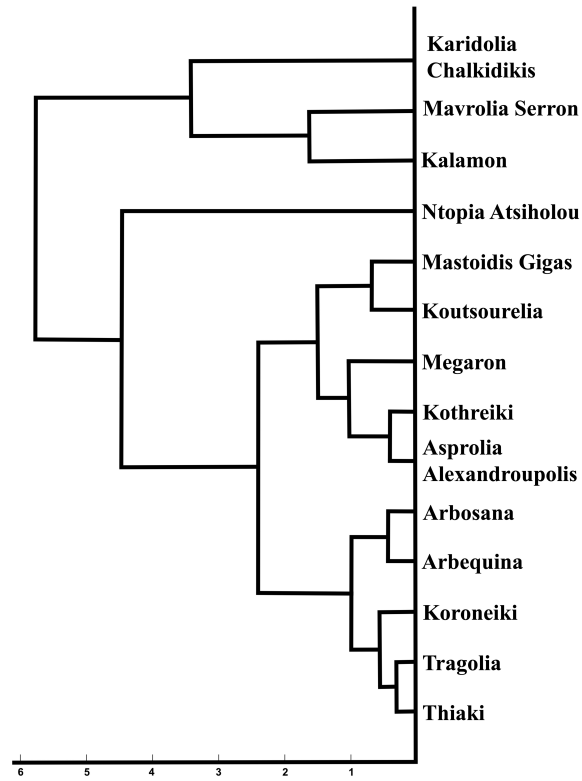 Karidolia
Chalkidikis
Mavrolia Serron
Kalamon
Ntopia Atsiholou
Mastoidis Gigas
Koutsourelia
Megaron
Kothreiki
Asprolia
Alexandroupolis
Arbosana
Arbequina
Koroneiki
Tragolia
Thiaki
6 5 4 3 2 1